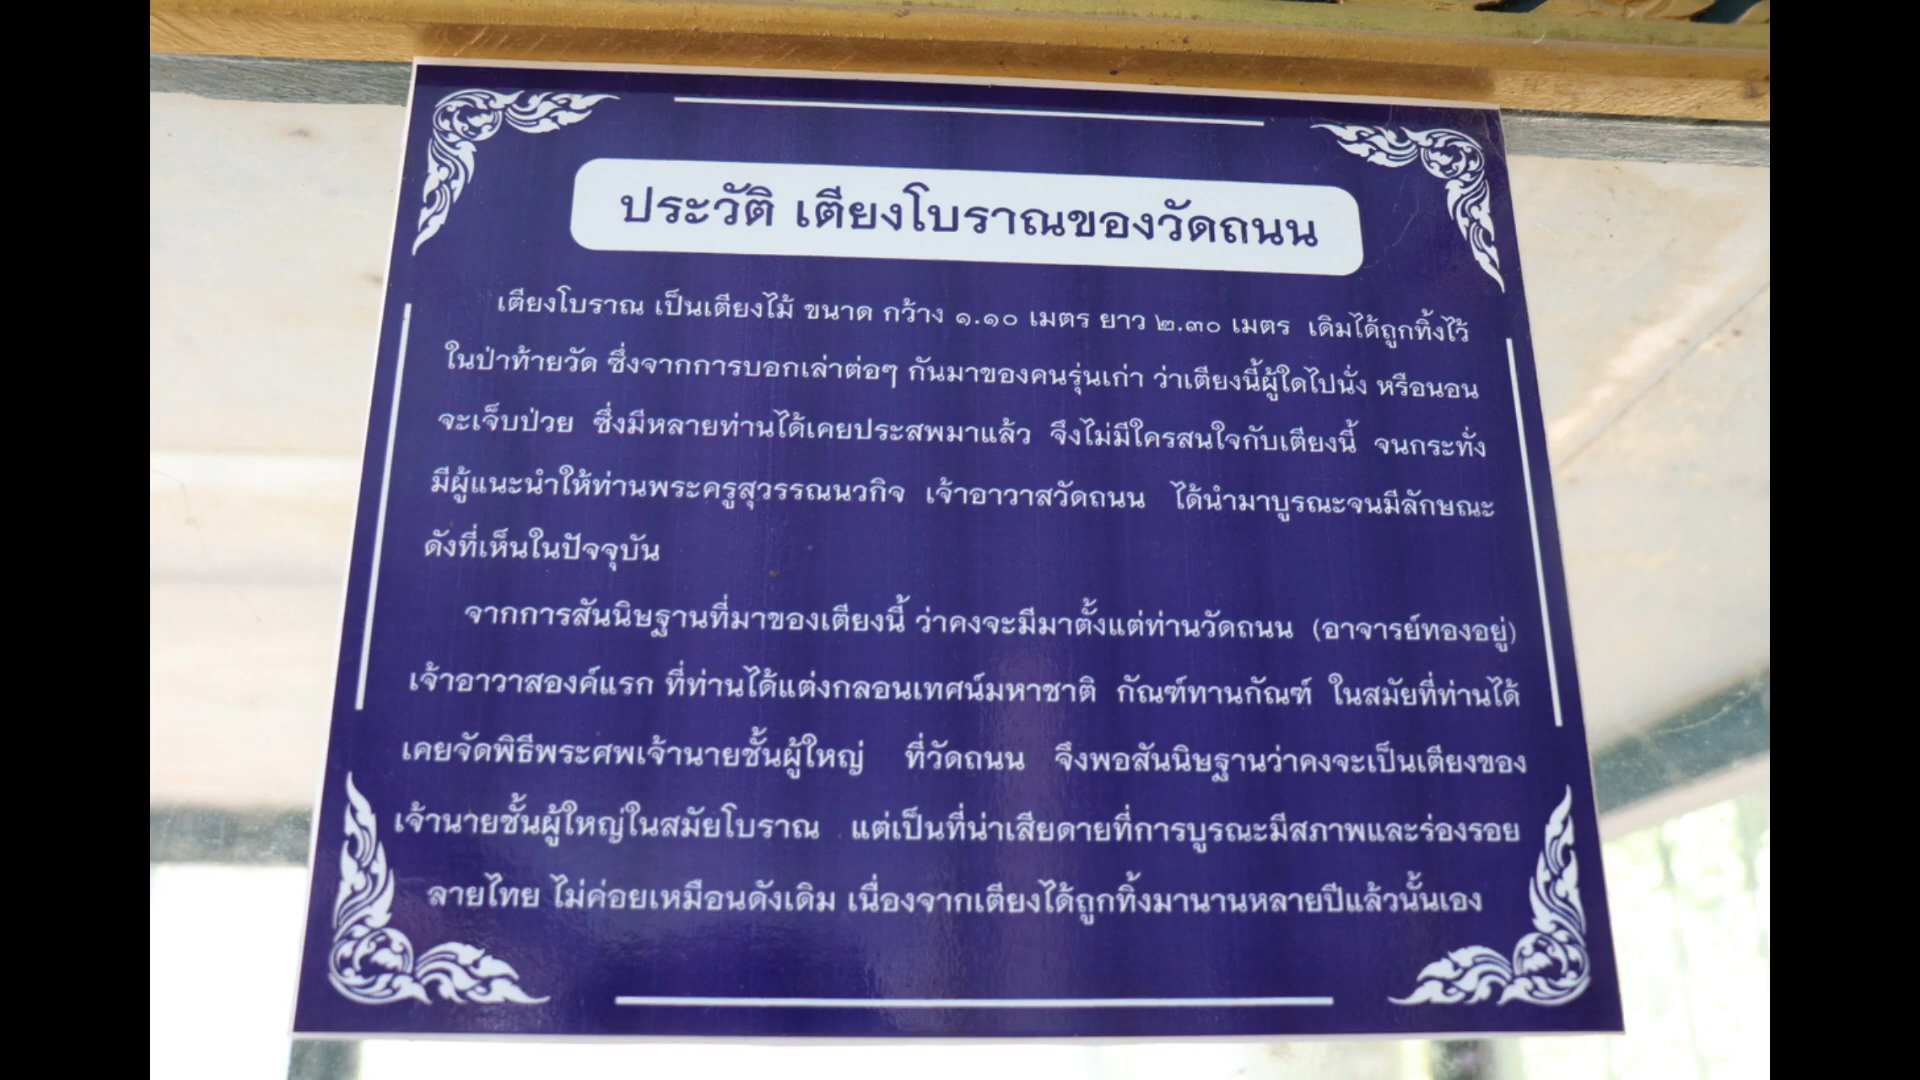 ประวัติ เตียงโบราณของวัดถนน
เตียงโบราณ เป็นเตียงไม้ ขนาด กว้าง ๑.๑๐ เมตร ยาว ๒.๓๐ เมตร เดิมได้ถูกทิ้งไว้
ในป่าท้ายวัด ซึ่งจากการบอกเล่าต่อๆ กันมาของคนรุ่นเก่า ว่าเตียงนี้ผู้ใดไปนั่ง หรือนอน
จะเจ็บป่วย ซึ่งมีหลายท่านได้เคยประสพมาแล้ว จึงไม่มีใครสนใจกับเตียงนี้ จนกระทั่ง
มีผู้แนะนำให้ท่านพระครูสุวรรณนวกิจ เจ้าอาวาสวัดถนน ได้นำมาบูรณะจนมีลักษณะ
ดังที่เห็นในปัจจุบัน
จากการสันนิษฐานที่มาของเตียงนี้ ว่าคงจะมีมาตั้งแต่ท่านวัดถนน (อาจารย์ทองอยู่)
เจ้าอาวาสองค์แรก ที่ท่านได้แต่งกลอนเทศน์มหาชาติ กัณฑ์ทานกัณฑ์ ในสมัยที่ท่านได้
เคยจัดพิธีพระศพเจ้านายชั้นผู้ใหญ่ ที่วัดถนน จึงพอสันนิษฐานว่าคงจะเป็นเตียงของ
เจ้านายชั้นผู้ใหญ่ในสมัยโบราณ แต่เป็นที่น่าเสียดายที่การบูรณะมีสภาพและร่องรอย
ลายไทย ไม่ค่อยเหมือนดังเดิม เนื่องจากเตียงได้ถูกทิ้งมานานหลายปีแล้วนั้นเอง